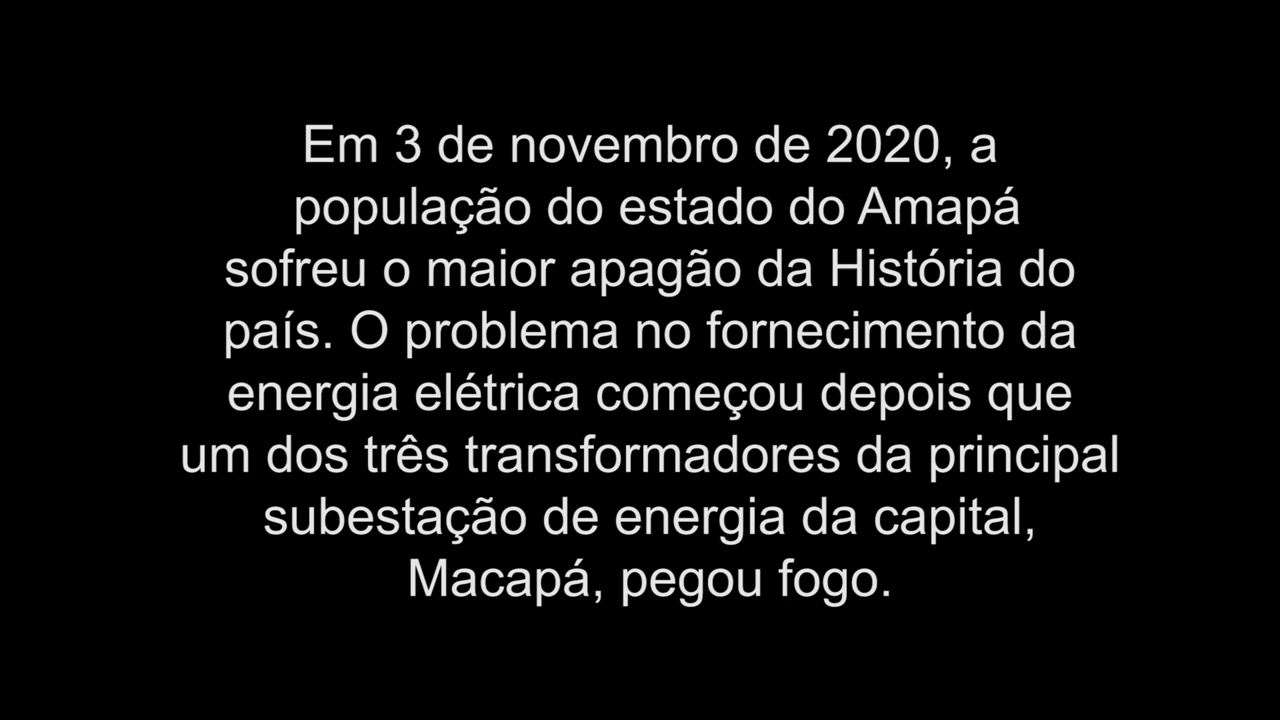 Em 3 de novembro de 2020, a
população do estado do Amapá
sofreu o maior apagão da História do
país. O problema no fornecimento da
energia elétrica começou depois que
um dos três transformadores da principal
subestação de energia da capital,
Macapá, pegou fogo.